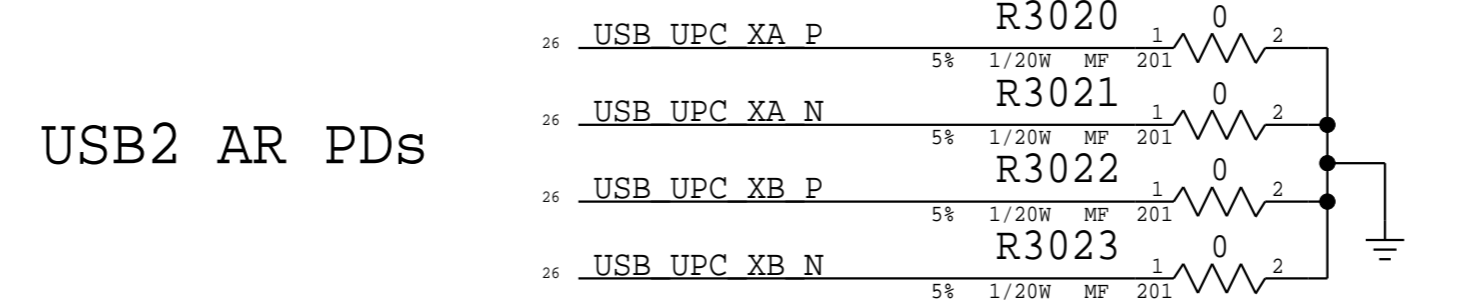 R3020 0
26 USB_UPC_XA_P 1 2
5% 1/20W MF 201
R3021 0
26 USB_UPC_XA_N 1 2
5% 1/20W MF 201
USB2 AR PDs
R3022 0
26 USB_UPC_XB_P 1 2
5% 1/20W MF 201
R3023 0
26 USB_UPC_XB_N 1 2
5% 1/20W MF 201